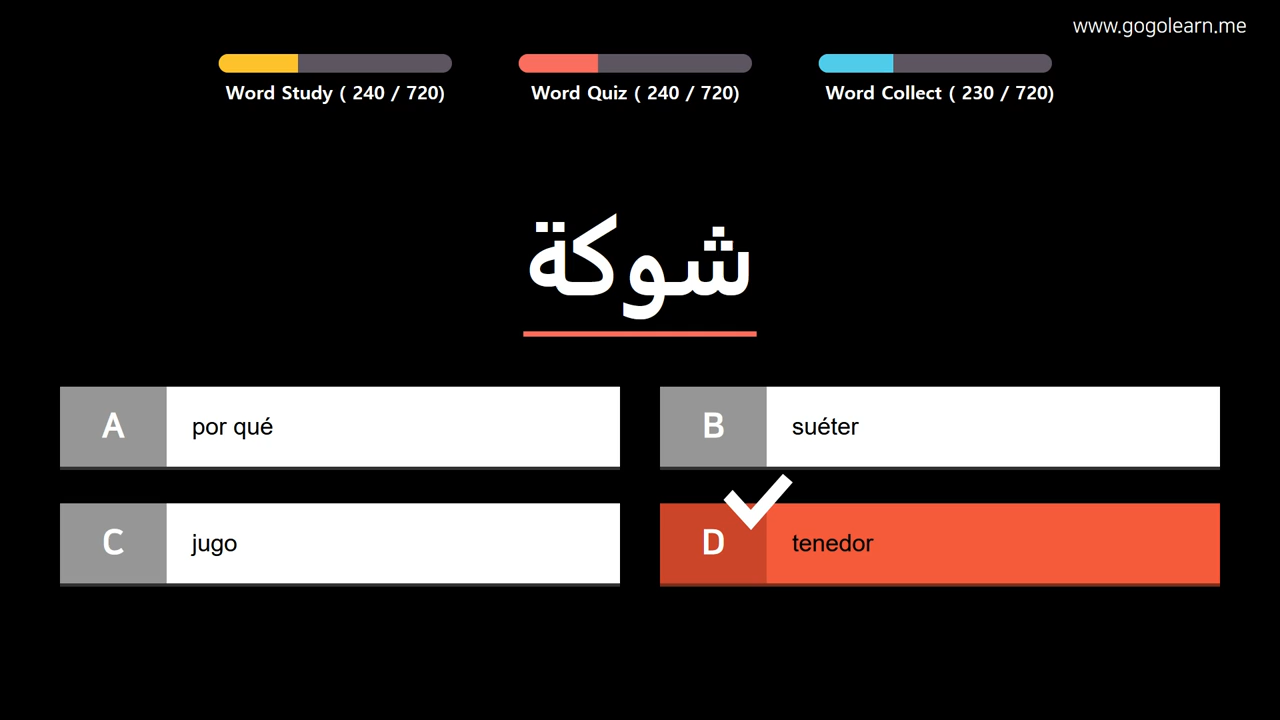 www.gogolearn.me
Word Study ( 240 / 720)
Word Quiz ( 240 / 720)
Word Collect ( 230 / 720)
شوكة
A
por qué
B
suéter
C
jugo
D
tenedor